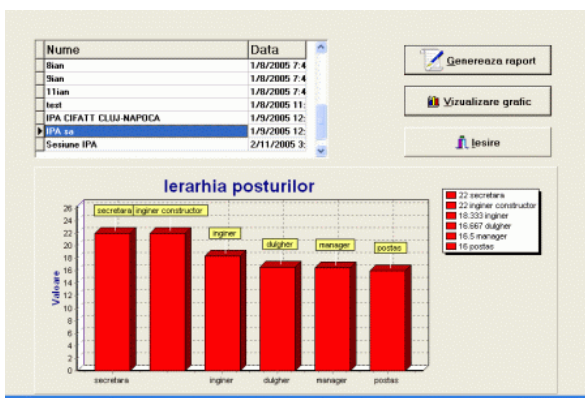 Nume Data
8ian 1/8/2005 7:4
9ian 1/8/2005 7:4
11ian 1/8/2005 7:4
test 1/8/2005 11:
IPA CIFATT CLUJ-NAPOCA 1/9/2005 12:
IPA sa 1/9/2005 12:
Sesiune IPA 2/11/2005 3:
Genereaza raport
Vizualizare grafic
Iesire
Ierarhia posturilor
Valoare
26
24
22
20
18
16
14
12
10
8
6
4
2
0
secretara inginer constructor
inginer
dulgher
manager
postas
secretara inginer dulgher manager postas
22 secretara
22 inginer constructor
18.333 inginer
16.667 dulgher
16.5 manager
16 postas